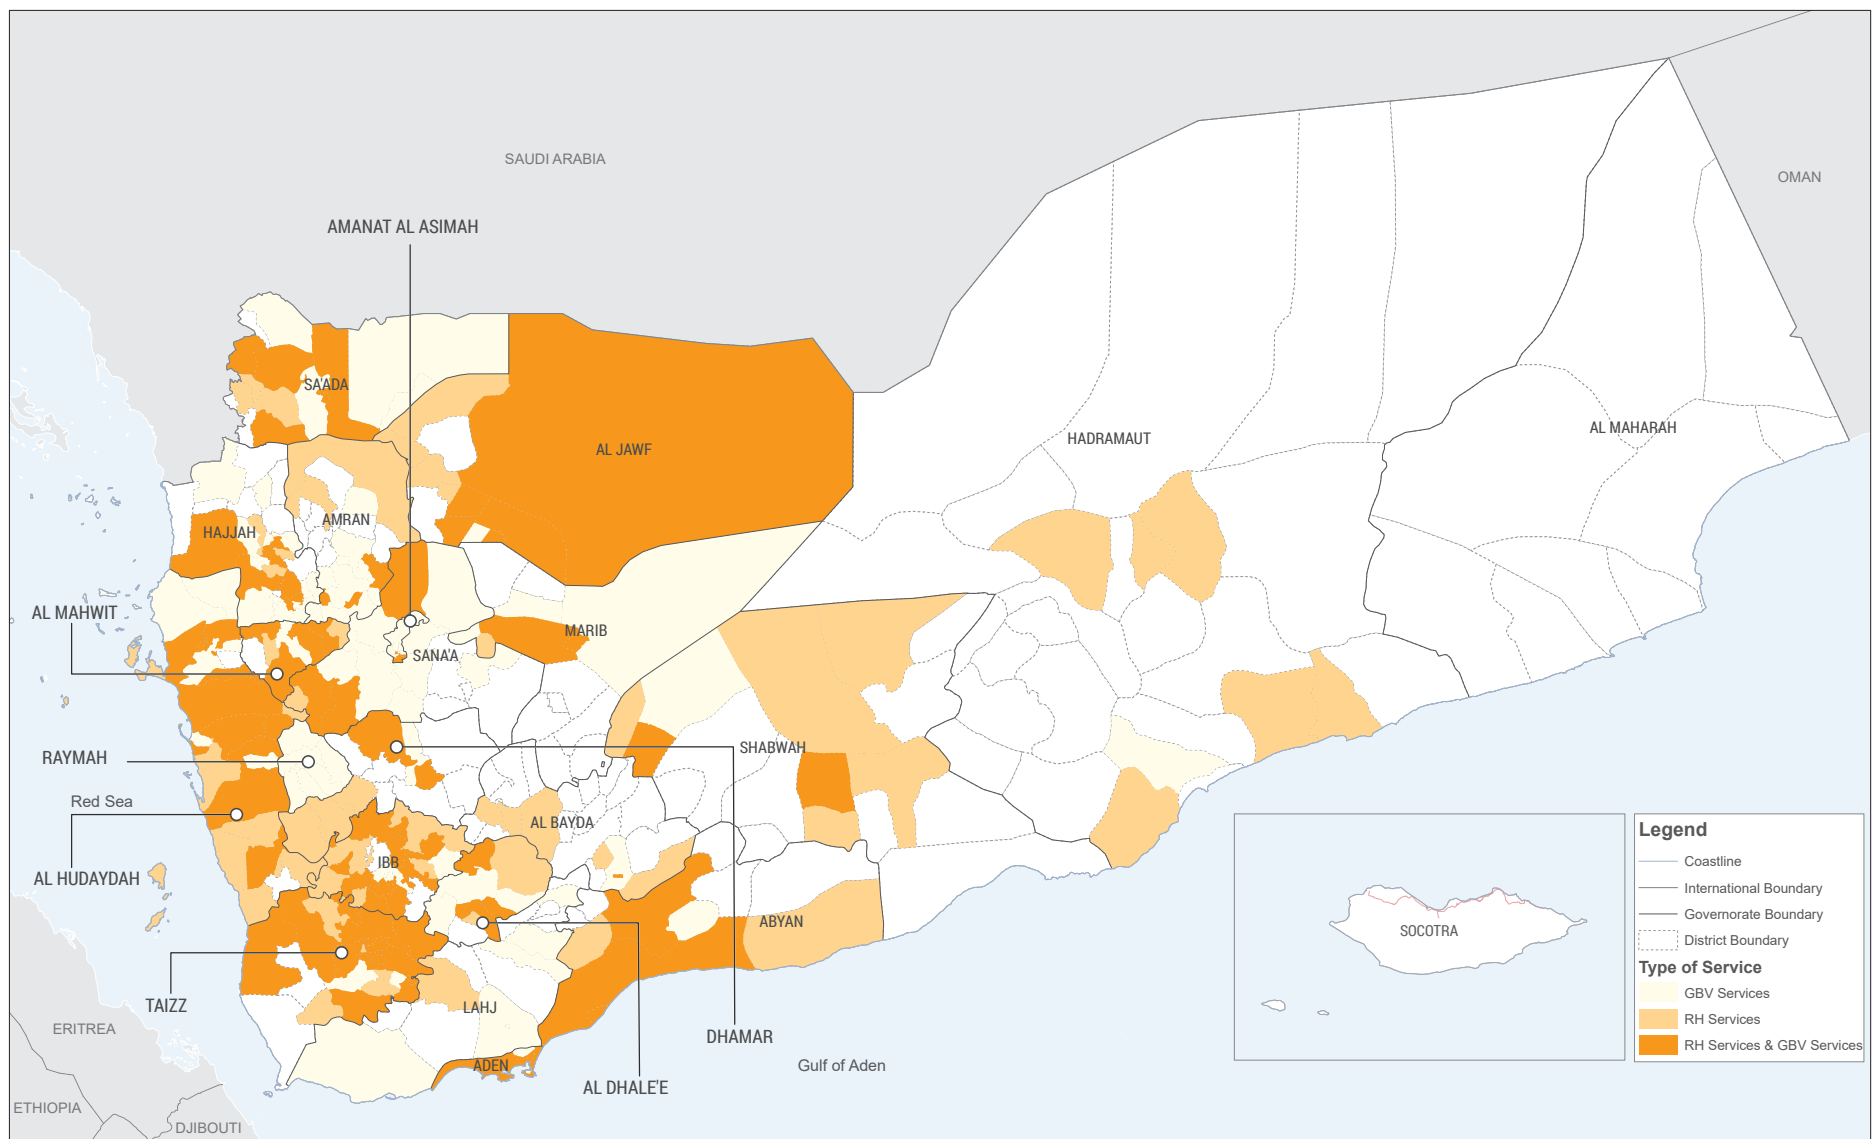 SAUDI ARABIA
OMAN
AMANAT AL ASIMAH
SA'ADA
AL JAWF
HADRAMAUT
AL MAHARAH
HAJJAH
AMRAN
AL MAHWIT
MARIB
SANA'A
RAYMAH
SHABWAH
Red Sea
AL BAYDA
IBB
AL HUDAYDAH
ABYAN
TAIZZ
LAHJ
DHAMAR
ADEN
AL DHALE'E
Gulf of Aden
ERITREA
ETHIOPIA
DJIBOUTI
SOCOTRA
Legend
Coastline
International Boundary
Governorate Boundary
District Boundary
Type of Service
GBV Services
RH Services
RH Services & GBV Services